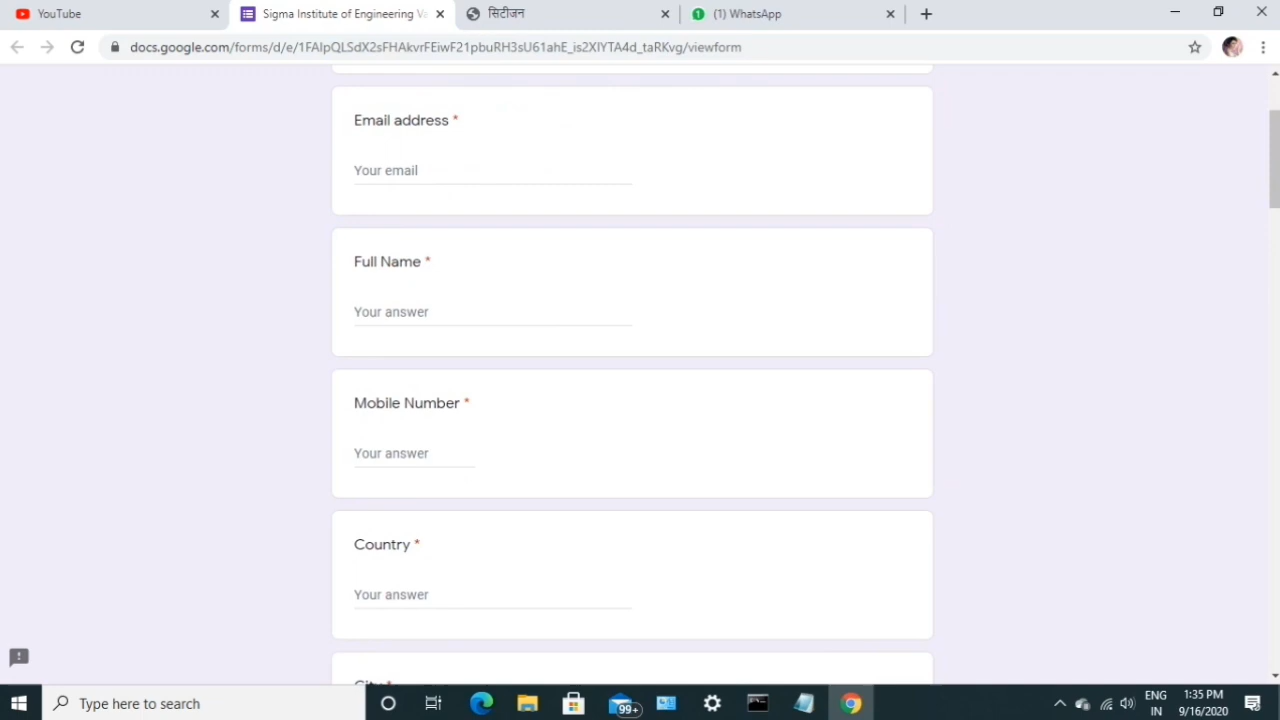 YouTube
Sigma Institute of Engineering Va
सिटीजन
(1) WhatsApp
docs.google.com/forms/d/e/1FAIpQLSdX2sFHAkvrFEiwF21pbuRH3sU61ahE_is2XIYTA4d_taRKvg/viewform
Email address *
Your email
Full Name *
Your answer
Mobile Number *
Your answer
Country *
Your answer
City *
Type here to search
99+
ENG
IN
1:35 PM
9/16/2020